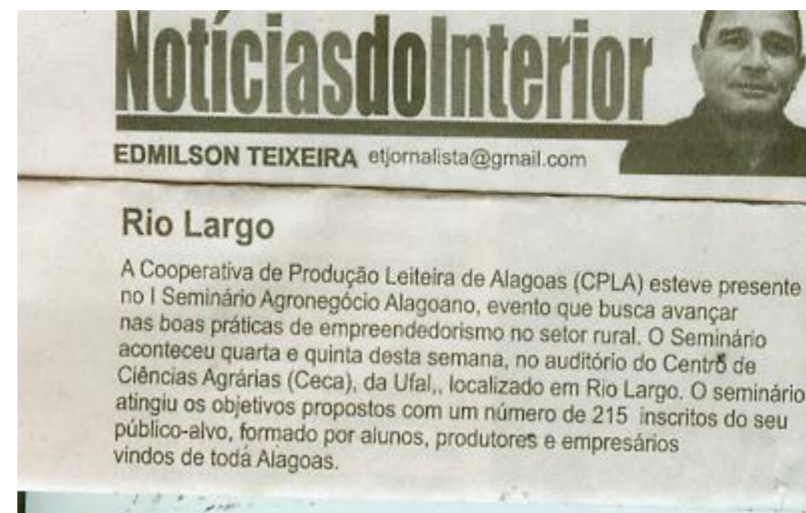 NotíciasdoInterior
EDMILSON TEIXEIRA etjornalista@gmail.com
Rio Largo
A Cooperativa de Produção Leiteira de Alagoas (CPLA) esteve presente
no I Seminário Agronegócio Alagoano, evento que busca avançar
nas boas práticas de empreendedorismo no setor rural. O Seminário
aconteceu quarta e quinta desta semana, no auditório do Centro de
Ciências Agrárias (Ceca), da Ufal,, localizado em Rio Largo. O seminário
atingiu os objetivos propostos com um número de 215 inscritos do seu
público-alvo, formado por alunos, produtores e empresários
vindos de toda Alagoas.